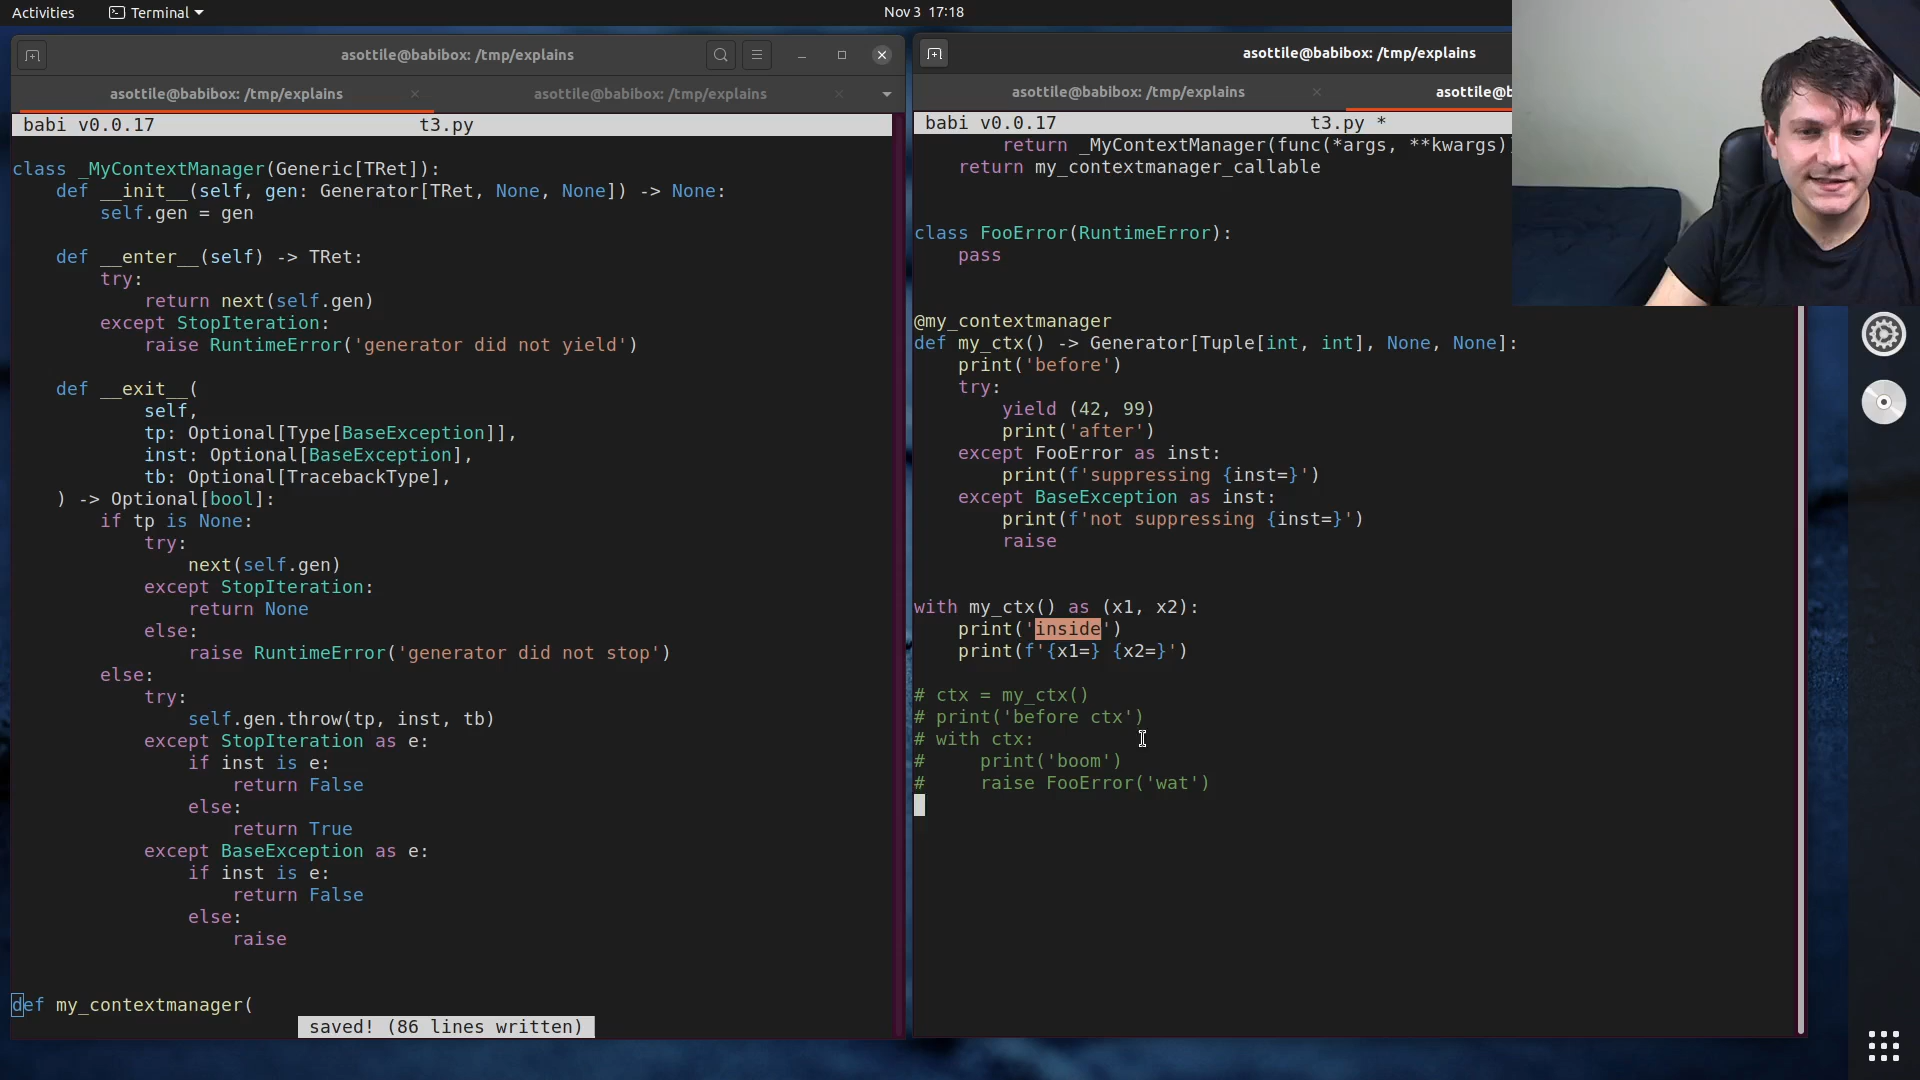 Activities
Terminal
Nov 3 17:18
asottile@babibox: /tmp/explains
asottile@babibox: /tmp/explains
asottile@babibox: /tmp/explains
babi v0.0.17
t3.py
class _MyContextManager(Generic[TRet]):
    def __init__(self, gen: Generator[TRet, None, None]) -> None:
        self.gen = gen
    def __enter__(self) -> TRet:
        try:
            return next(self.gen)
        except StopIteration:
            raise RuntimeError('generator did not yield')
    def __exit__(
            self,
            tp: Optional[Type[BaseException]],
            inst: Optional[BaseException],
            tb: Optional[TracebackType],
    ) -> Optional[bool]:
        if tp is None:
            try:
                next(self.gen)
            except StopIteration:
                return None
            else:
                raise RuntimeError('generator did not stop')
        else:
            try:
                self.gen.throw(tp, inst, tb)
            except StopIteration as e:
                if inst is e:
                    return False
                else:
                    return True
            except BaseException as e:
                if inst is e:
                    return False
                else:
                    raise
def my_contextmanager(
saved! (86 lines written)
asottile@babibox: /tmp/explains
asottile@babibox: /tmp/explains
asottile@b
babi v0.0.17
t3.py *
        return _MyContextManager(func(*args, **kwargs))
    return my_contextmanager_callable
class FooError(RuntimeError):
    pass
@my_contextmanager
def my_ctx() -> Generator[Tuple[int, int], None, None]:
    print('before')
    try:
        yield (42, 99)
        print('after')
    except FooError as inst:
        print(f'suppressing {inst=}')
    except BaseException as inst:
        print(f'not suppressing {inst=}')
        raise
with my_ctx() as (x1, x2):
    print('inside')
    print(f'{x1=} {x2=}')
# ctx = my_ctx()
# print('before ctx')
# with ctx:
#     print('boom')
#     raise FooError('wat')